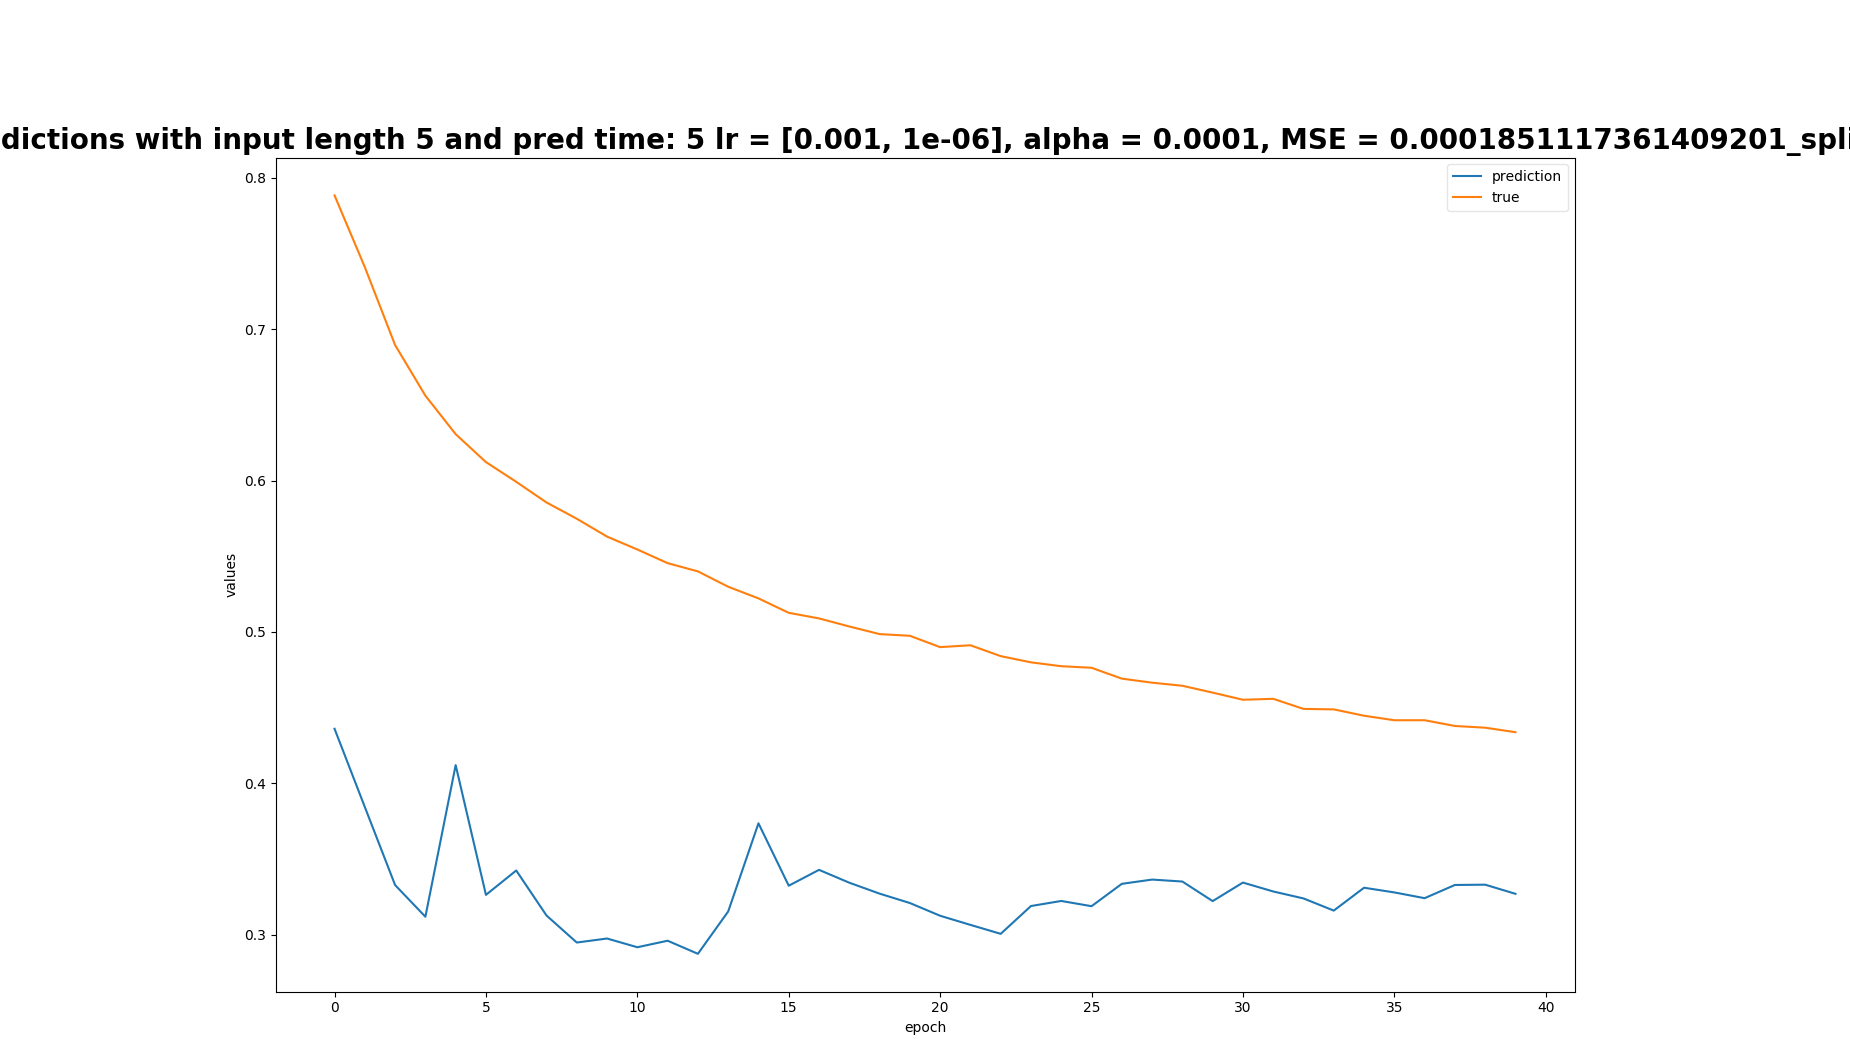 dictions with input length 5 and pred time: 5 lr = [0.001, 1e-06], alpha = 0.0001, MSE = 0.0001851117361409201_spli
prediction
true
0.8
0.7
0.6
0.5
0.4
0.3
values
0 5 10 15 20 25 30 35 40
epoch